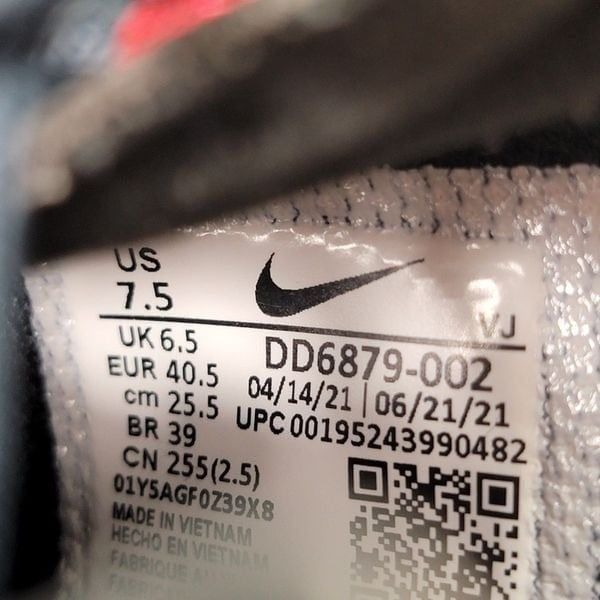 US
7.5
VJ
UK 6.5
DD6879-002
EUR 40.5
04/14/21 | 06/21/21
cm 25.5
UPC 00195243990482
BR 39
CN 255(2.5)
01Y5AGF0Z39X8
MADE IN VIETNAM
HECHO EN VIETNAM
FABRIQUE